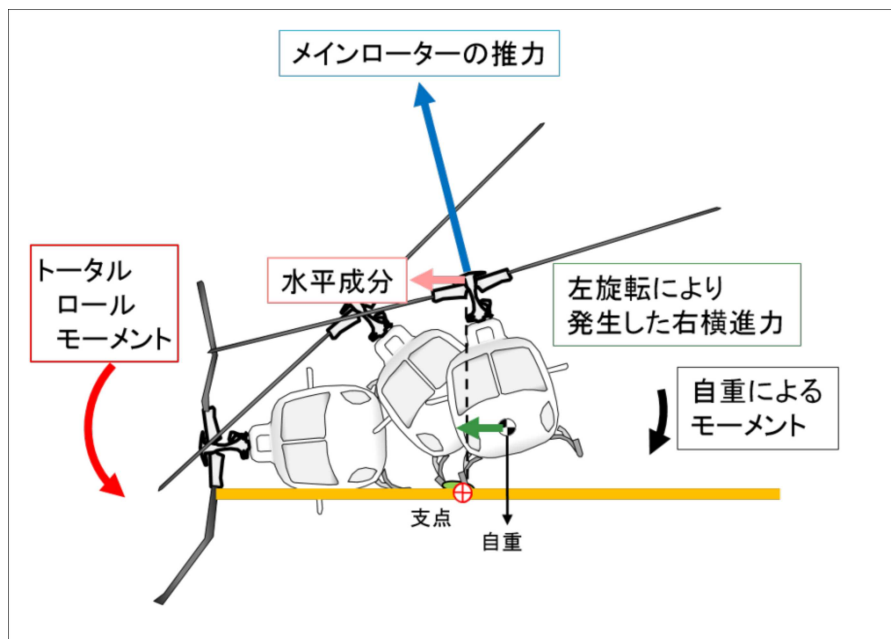 メインローターの推力
水平成分
トータル
ロール
モーメント
左旋転により
発生した右横進力
自重による
モーメント
支点
自重